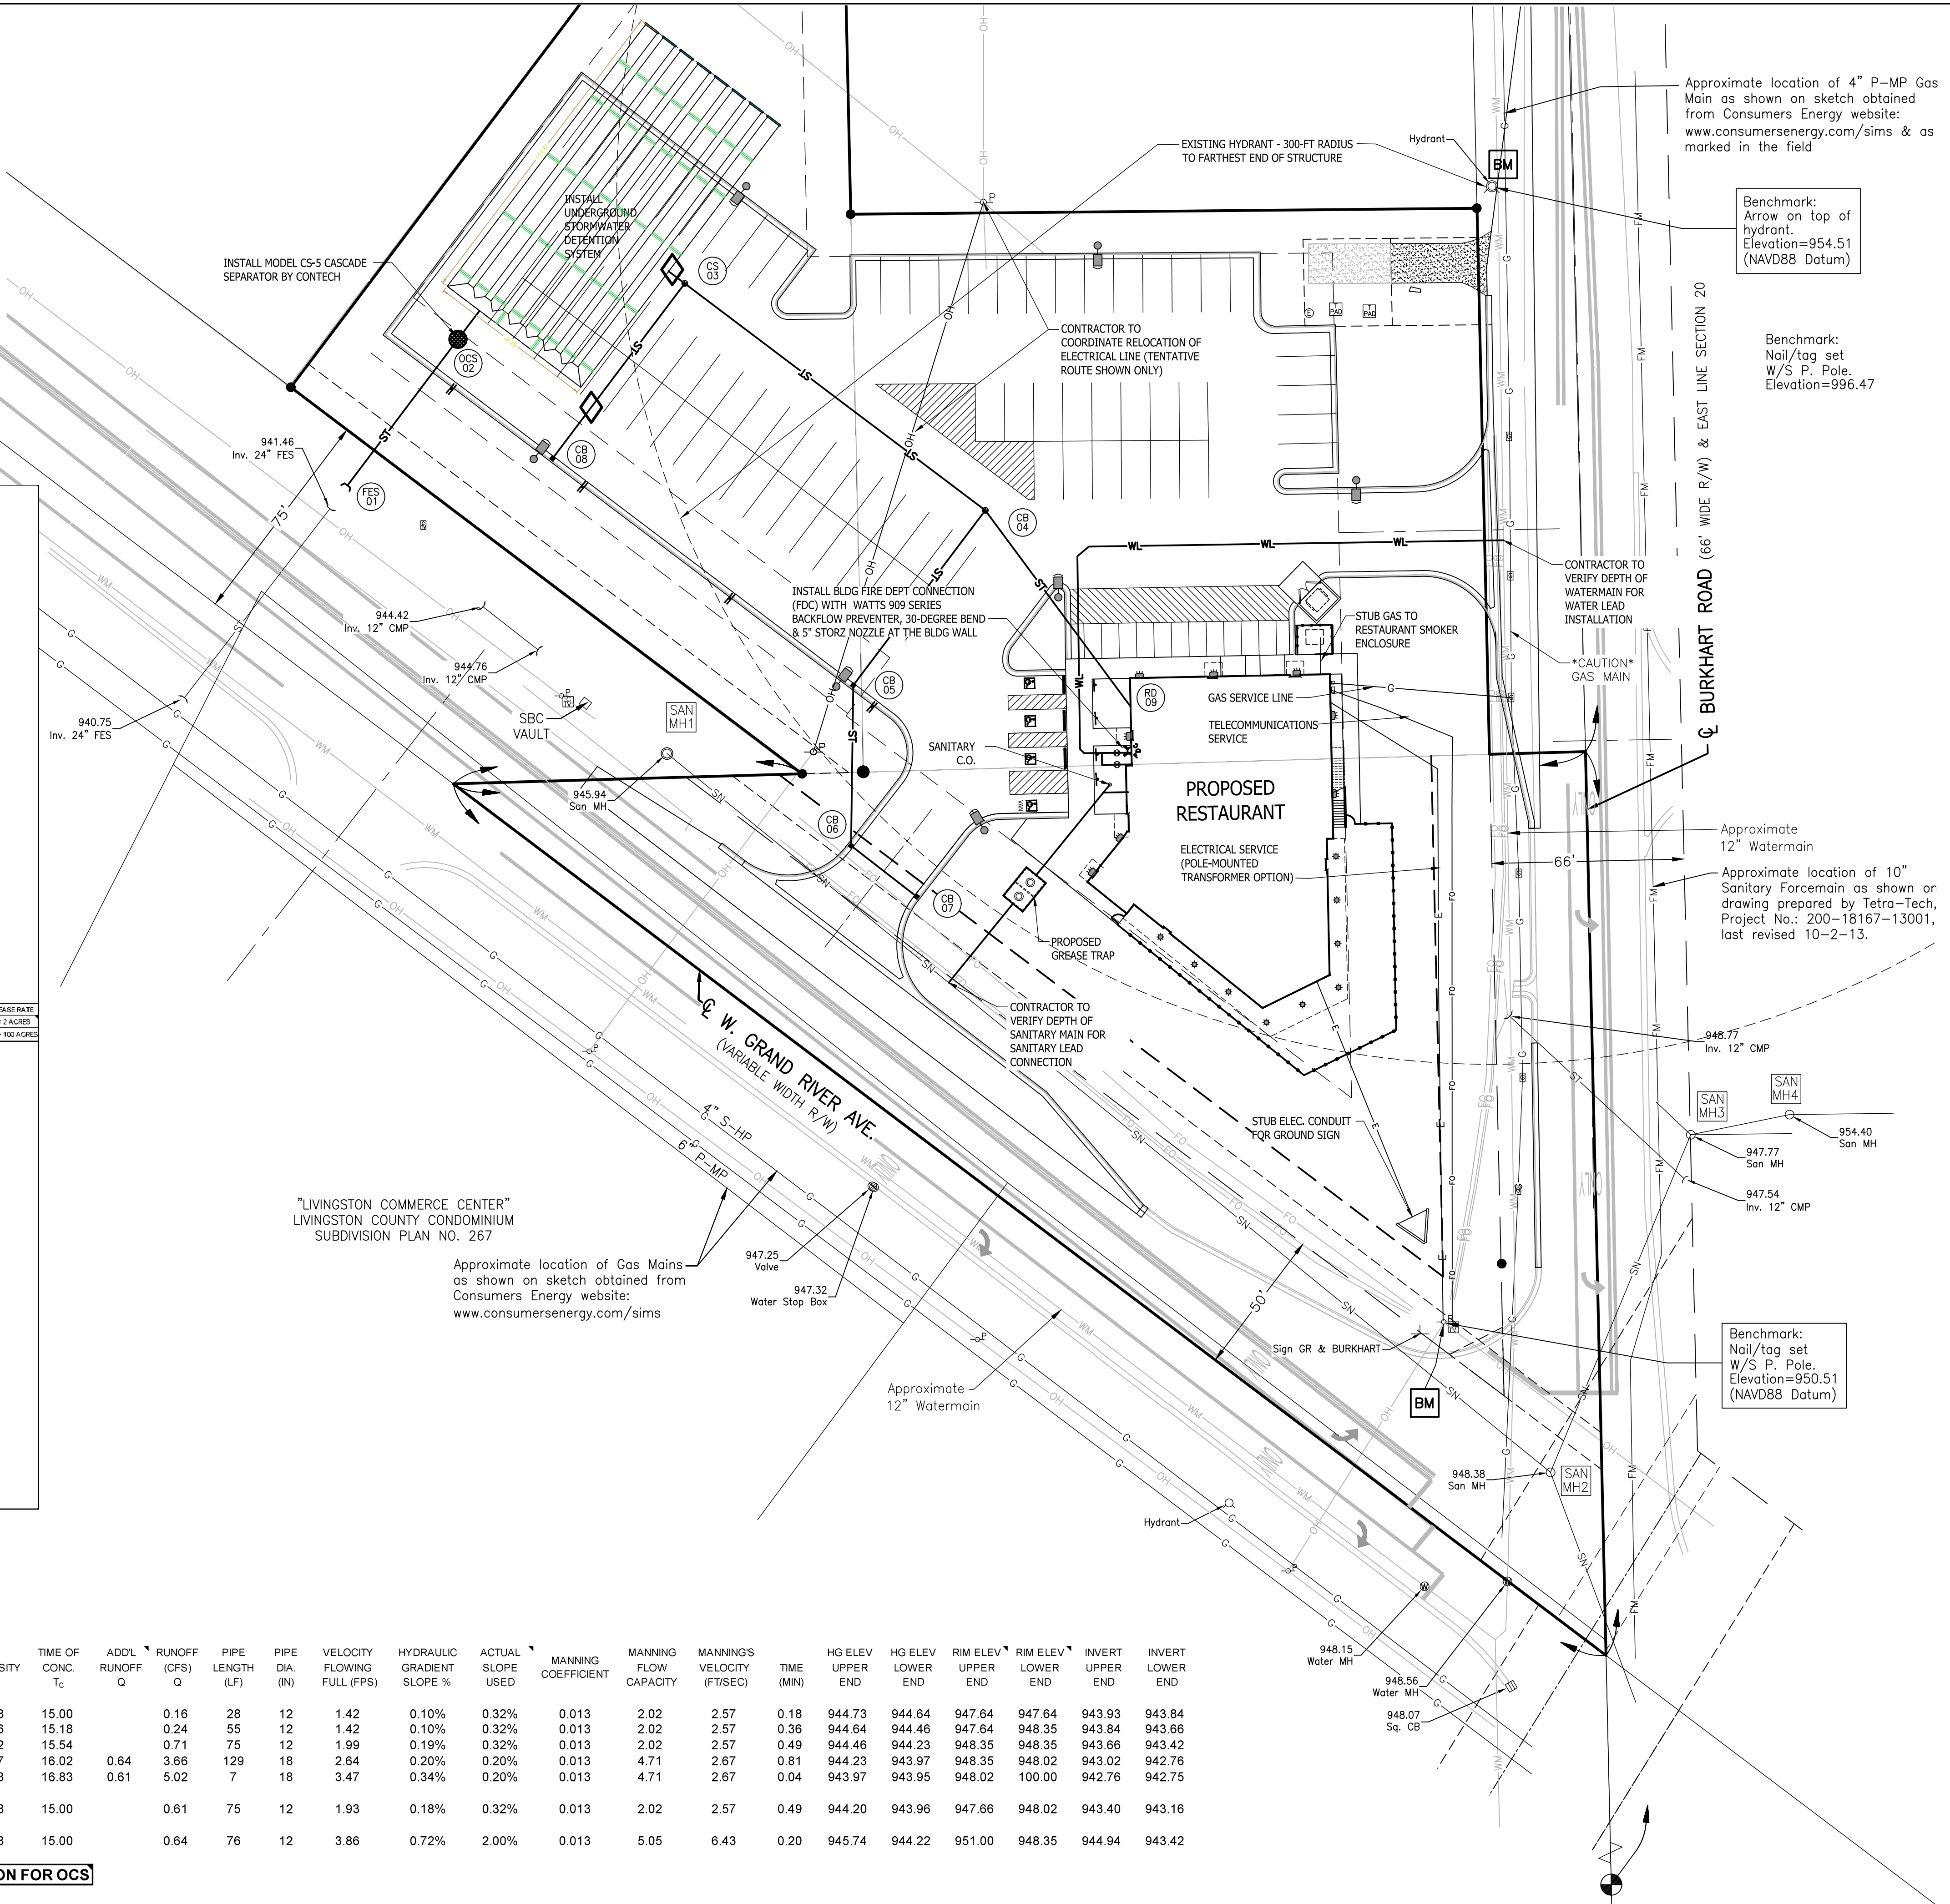 Approximate location of 4" P-MP Gas
Main as shown on sketch obtained
from Consumers Energy website:
www.consumersenergy.com/sims & as
marked in the field
Hydrant
BM
EXISTING HYDRANT - 300-FT RADIUS
TO FARTHEST END OF STRUCTURE
Benchmark:
Arrow on top of
hydrant.
Elevation=954.51
(NAVD88 Datum)
Benchmark:
Nail/tag set
W/S P. Pole.
Elevation=996.47
INSTALL
UNDERGROUND
STORMWATER
DETENTION
SYSTEM
INSTALL MODEL CS-5 CASCADE
SEPARATOR BY CONTECH
CS
03
OCS
02
CB
08
FES
01
CB
04
CONTRACTOR TO
COORDINATE RELOCATION OF
ELECTRICAL LINE (TENTATIVE
ROUTE SHOWN ONLY)
PAD
PAD
941.46
Inv. 24" FES
75'
944.42
Inv. 12" CMP
944.76
Inv. 12" CMP
940.75
Inv. 24" FES
SBC
VAULT
SAN
MH1
945.94
San MH
INSTALL BLDG FIRE DEPT CONNECTION
(FDC) WITH WATTS 909 SERIES
BACKFLOW PREVENTER, 30-DEGREE BEND
& 5" STORZ NOZZLE AT THE BLDG WALL
CB
05
CB
06
CB
07
RD
09
WL WL WL
WL
CONTRACTOR TO
VERIFY DEPTH OF
WATERMAIN FOR
WATER LEAD
INSTALLATION
STUB GAS TO
RESTAURANT SMOKER
ENCLOSURE
*CAUTION*
GAS MAIN
GAS SERVICE LINE
TELECOMMUNICATIONS
SERVICE
SANITARY
C.O.
VAN
PROPOSED
RESTAURANT
ELECTRICAL SERVICE
(POLE-MOUNTED
TRANSFORMER OPTION)
PROPOSED
GREASE TRAP
CONTRACTOR TO
VERIFY DEPTH OF
SANITARY MAIN FOR
SANITARY LEAD
CONNECTION
STUB ELEC. CONDUIT
FOR GROUND SIGN
℄ BURKHART ROAD (66' WIDE R/W) & EAST LINE SECTION 20
ONLY
66'
Approximate
12" Watermain
Approximate location of 10"
Sanitary Forcemain as shown on
drawing prepared by Tetra-Tech,
Project No.: 200-18167-13001,
last revised 10-2-13.
948.77
Inv. 12" CMP
SAN
MH3
SAN
MH4
954.40
San MH
947.77
San MH
947.54
Inv. 12" CMP
ONLY
℄ W. GRAND RIVER AVE.
(VARIABLE WIDTH R/W)
4" S-HP
6" P-MP
"LIVINGSTON COMMERCE CENTER"
LIVINGSTON COUNTY CONDOMINIUM
SUBDIVISION PLAN NO. 267
Approximate location of Gas Mains
as shown on sketch obtained from
Consumers Energy website:
www.consumersenergy.com/sims
947.25
Valve
947.32
Water Stop Box
50'
Sign GR & BURKHART
BM
Benchmark:
Nail/tag set
W/S P. Pole.
Elevation=950.51
(NAVD88 Datum)
Approximate
12" Watermain
948.38
San MH
SAN
MH2
Hydrant
948.15
Water MH
948.56
Water MH
948.07
Sq. CB
EASE RATE
2 ACRES
100 ACRES
SITY TIME OF CONC. Tc ADD'L RUNOFF Q RUNOFF (CFS) Q PIPE LENGTH (LF) PIPE DIA. (IN) VELOCITY FLOWING FULL (FPS) HYDRAULIC GRADIENT SLOPE % ACTUAL SLOPE USED MANNING COEFFICIENT MANNING FLOW CAPACITY MANNING'S VELOCITY (FT/SEC) TIME (MIN) HG ELEV UPPER END HG ELEV LOWER END RIM ELEV UPPER END RIM ELEV LOWER END INVERT UPPER END INVERT LOWER END
15.00 0.16 28 12 1.42 0.10% 0.32% 0.013 2.02 2.57 0.18 944.73 944.64 947.64 947.64 943.93 943.84
15.18 0.24 55 12 1.42 0.10% 0.32% 0.013 2.02 2.57 0.36 944.64 944.46 947.64 948.35 943.84 943.66
15.54 0.71 75 12 1.99 0.19% 0.32% 0.013 2.02 2.57 0.49 944.46 944.23 948.35 948.35 943.66 943.42
16.02 0.64 3.66 129 18 2.64 0.20% 0.20% 0.013 4.71 2.67 0.81 944.23 943.97 948.35 948.02 943.02 942.76
16.83 0.61 5.02 7 18 3.47 0.34% 0.20% 0.013 4.71 2.67 0.04 943.97 943.95 948.02 100.00 942.76 942.75
15.00 0.61 75 12 1.93 0.18% 0.32% 0.013 2.02 2.57 0.49 944.20 943.96 947.66 948.02 943.40 943.16
15.00 0.64 76 12 3.86 0.72% 2.00% 0.013 5.05 6.43 0.20 945.74 944.22 951.00 948.35 944.94 943.42
ON FOR OCS